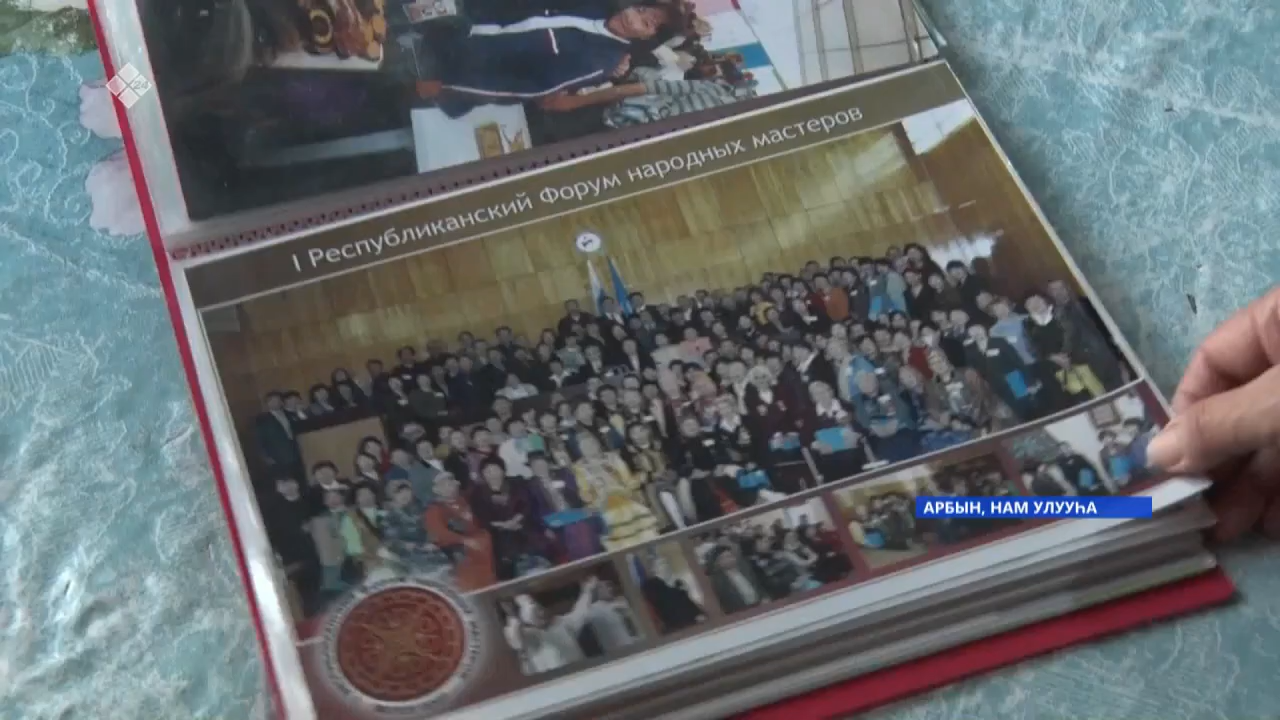 I Республиканский Форум народных мастеров
АРБЫН, НАМ УЛУУҺА